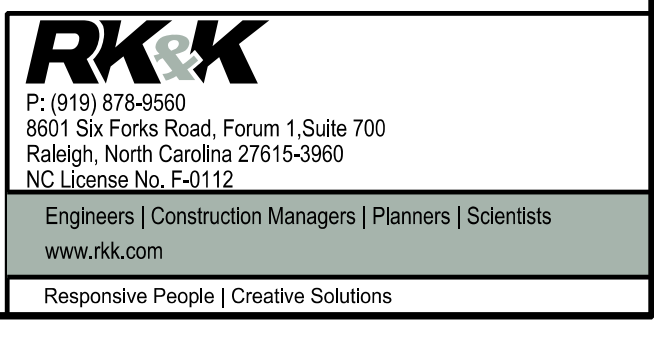 RK&K
P: (919) 878-9560
8601 Six Forks Road, Forum 1,Suite 700
Raleigh, North Carolina 27615-3960
NC License No. F-0112
Engineers | Construction Managers | Planners | Scientists
www.rkk.com
Responsive People | Creative Solutions